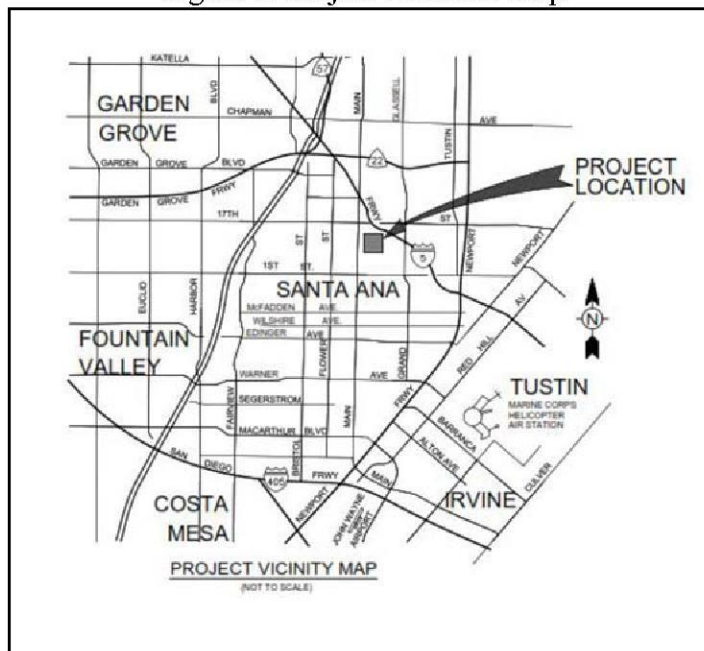 KATELLA
57
GARDEN
GROVE
BLVD
CHAPMAN
MAIN
GLASSELL
AVE
TUSTIN
GARDEN GROVE BLVD
22
FRWY
GARDEN GROVE
17TH
FRWY
ST
PROJECT
LOCATION
5
NEWPORT
NEWPORT
ST
ST
1ST ST.
SANTA ANA
EUCLID
HARBOR
McFADDEN AVE.
WILSHIRE AVE.
EDINGER AVE
FLOWER
FOUNTAIN
VALLEY
WARNER AVE
GRAND
RED HILL AV
N
TUSTIN
MARINE CORPS
HELICOPTER
AIR STATION
FAIRVIEW
SEGERSTROM
MAIN
FRWY
BARRANCA
MACARTHUR BLVD
ALTON AVE
BRISTOL
SAN DIEGO FRWY
405
MAIN
CULVER
IRVINE
COSTA
MESA
NEWPORT
JOHN WAYNE
AIRPORT
PROJECT VICINITY MAP
(NOT TO SCALE)